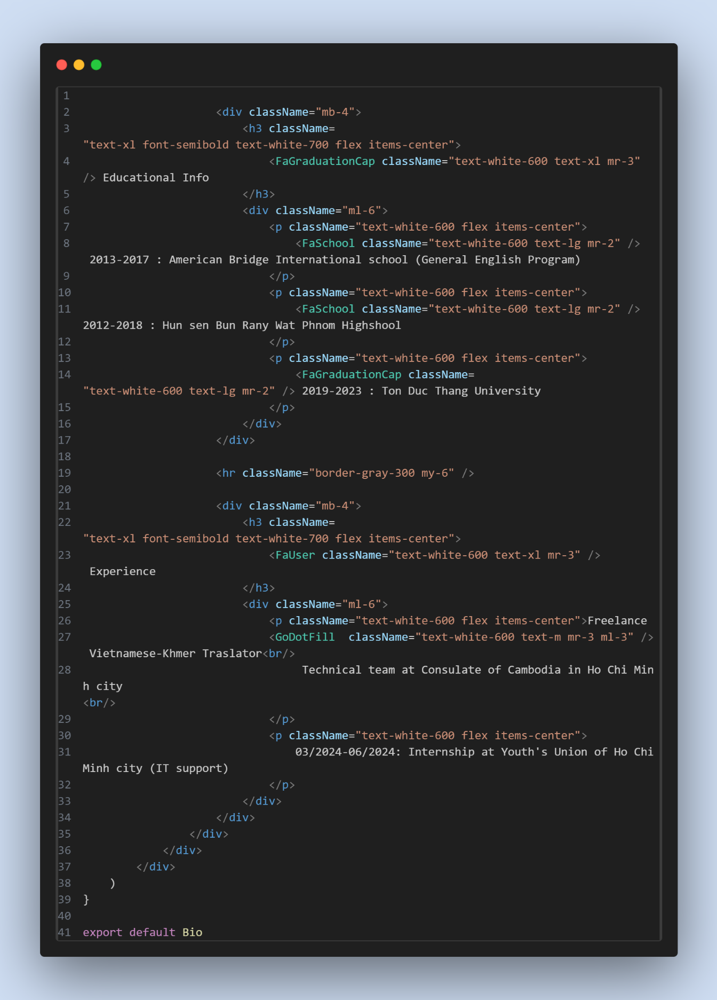 1
2                     <div className="mb-4">
3                         <h3 className=
"text-xl font-semibold text-white-700 flex items-center">
4                             <FaGraduationCap className="text-white-600 text-xl mr-3"
/> Educational Info
5                         </h3>
6                         <div className="ml-6">
7                             <p className="text-white-600 flex items-center">
8                                 <FaSchool className="text-white-600 text-lg mr-2" />
 2013-2017 : American Bridge International school (General English Program)
9                             </p>
10                             <p className="text-white-600 flex items-center">
11                                 <FaSchool className="text-white-600 text-lg mr-2" />
2012-2018 : Hun sen Bun Rany Wat Phnom Highshool
12                             </p>
13                             <p className="text-white-600 flex items-center">
14                                 <FaGraduationCap className=
"text-white-600 text-lg mr-2" /> 2019-2023 : Ton Duc Thang University
15                             </p>
16                         </div>
17                     </div>
18
19                     <hr className="border-gray-300 my-6" />
20
21                     <div className="mb-4">
22                         <h3 className=
"text-xl font-semibold text-white-700 flex items-center">
23                             <FaUser className="text-white-600 text-xl mr-3" />
 Experience
24                         </h3>
25                         <div className="ml-6">
26                             <p className="text-white-600 flex items-center">Freelance
27                             <GoDotFill  className="text-white-600 text-m mr-3 ml-3" />
 Vietnamese-Khmer Traslator<br/>
28                                  Technical team at Consulate of Cambodia in Ho Chi Min
h city
<br/>
29                             </p>
30                             <p className="text-white-600 flex items-center">
31                                 03/2024-06/2024: Internship at Youth's Union of Ho Chi
Minh city (IT support)
32                             </p>
33                         </div>
34                     </div>
35                 </div>
36             </div>
37         </div>
38     )
39 }
40
41 export default Bio